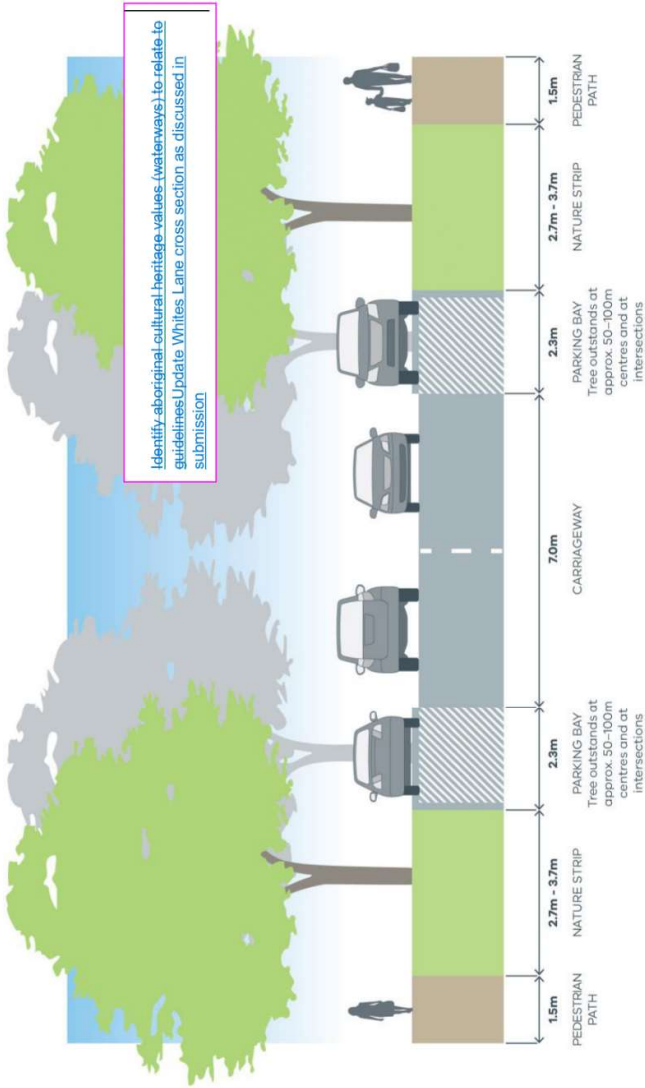 Identify aboriginal cultural heritage values (waterways) to relate to
guidelinesUpdate Whites Lane cross section as discussed in
submission
1.5m
2.7m - 3.7m
2.3m
7.0m
2.3m
2.7m - 3.7m
1.5m
PEDESTRIAN
PATH
NATURE STRIP
PARKING BAY
Tree outstands at
approx. 50–100m
centres and at
intersections
CARRIAGEWAY
PARKING BAY
Tree outstands at
approx. 50–100m
centres and at
intersections
NATURE STRIP
PEDESTRIAN
PATH